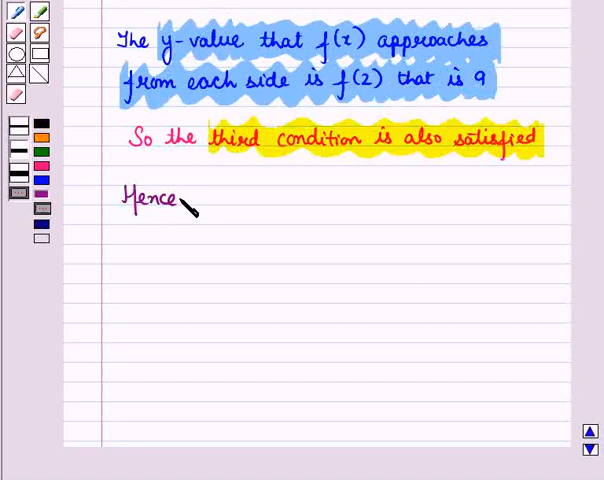 The y-value that f(x) approaches
from each side is f(2) that is 9
So the third condition is also satisfied
Hence